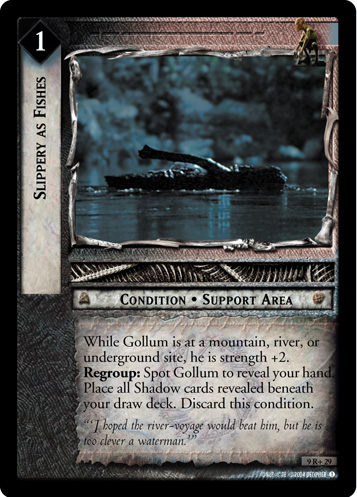 1
Slippery as Fishes
Condition • Support Area
While Gollum is at a mountain, river, or
underground site, he is strength +2.
Regroup: Spot Gollum to reveal your hand.
Place all Shadow cards revealed beneath
your draw deck. Discard this condition.
"'I hoped the river-voyage would beat him, but he is
too clever a waterman.'"
9 R+ 29